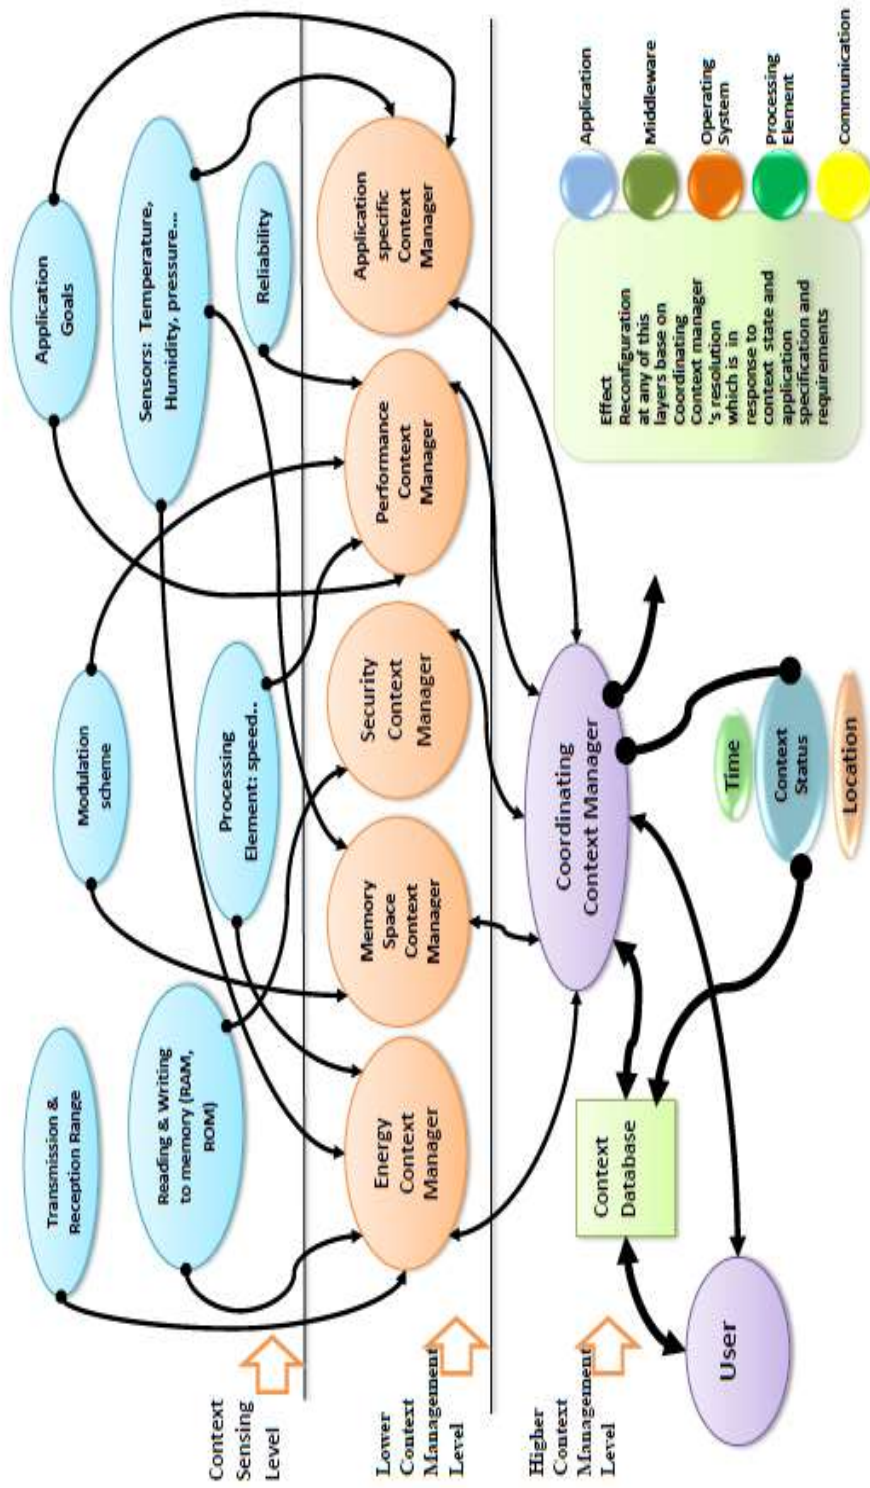 Transmission &
Reception Range
Modulation
scheme
Application
Goals
Reading & Writing
to memory (RAM,
ROM)
Processing
Element: speed..
Sensors:  Temperature,
Humidity, pressure...
Reliability
Context
Sensing
Level
Energy
Context
Manager
Memory
Space
Context
Manager
Security
Context
Manager
Performance
Context
Manager
Application
specific
Context
Manager
Lower
Context
Management
Level
Higher
Context
Management
Level
Coordinating
Context Manager
Context
Database
User
Time
Context
Status
Location
Effect
Reconfiguration
at any of this
layers base on
Coordinating
Context manager
's resolution
which is  in
response to
context state and
application
specification and
requirements
Application
Middleware
Operating
System
Processing
Element
Communication